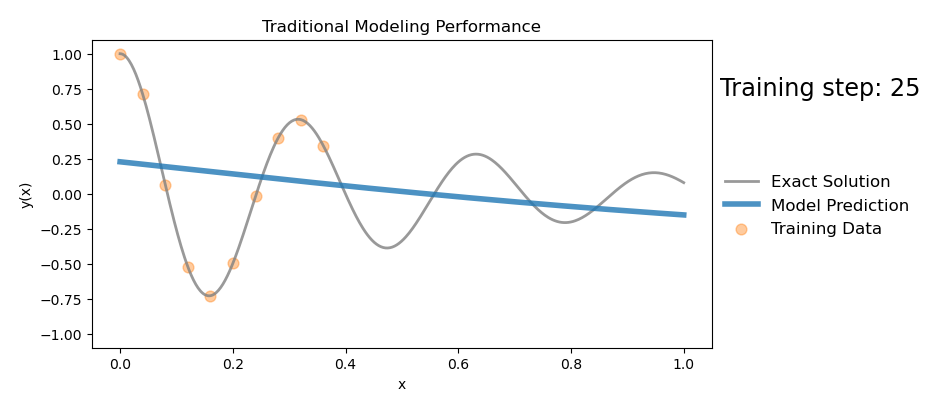 Traditional Modeling Performance
Training step: 25
1.00
0.75
0.50
0.25
0.00
−0.25
−0.50
−0.75
−1.00
y(x)
0.0 0.2 0.4 0.6 0.8 1.0
x
Exact Solution
Model Prediction
Training Data